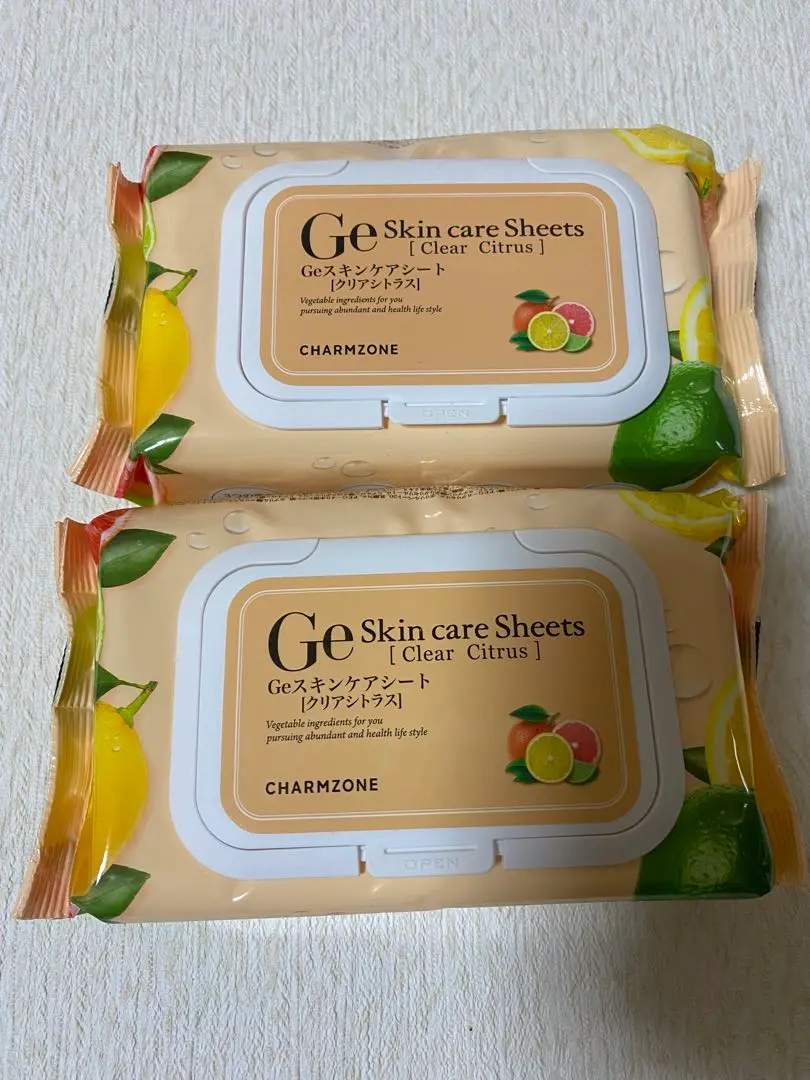 Ge Skin care Sheets
[ Clear Citrus ]
Geスキンケアシート
[クリアシトラス]
Vegetable ingredients for you
pursuing abundant and health life style
CHARMZONE
OPEN
Ge Skin care Sheets
[ Clear Citrus ]
Geスキンケアシート
[クリアシトラス]
Vegetable ingredients for you
pursuing abundant and health life style
CHARMZONE
OPEN